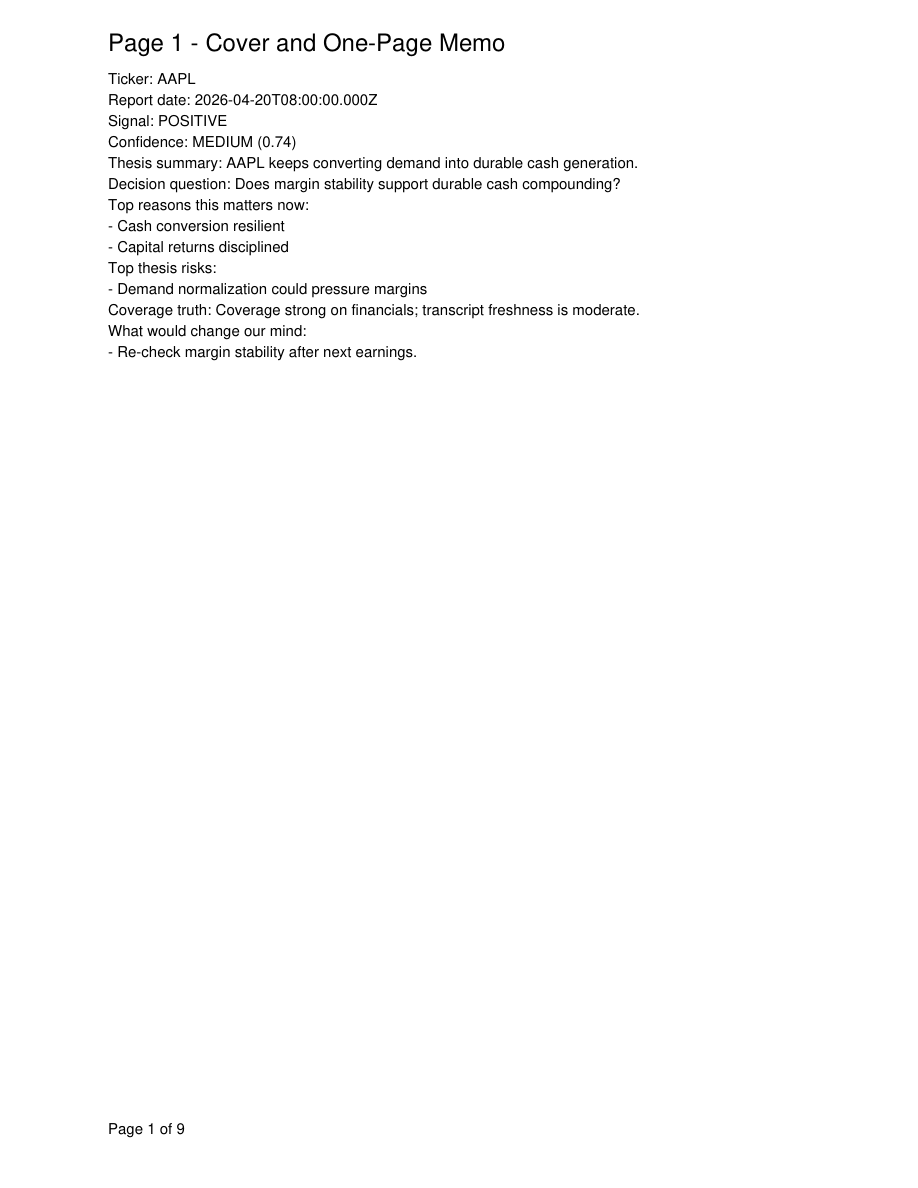 Page 1 - Cover and One-Page Memo
Ticker: AAPL
Report date: 2026-04-20T08:00:00.000Z
Signal: POSITIVE
Confidence: MEDIUM (0.74)
Thesis summary: AAPL keeps converting demand into durable cash generation.
Decision question: Does margin stability support durable cash compounding?
Top reasons this matters now:
- Cash conversion resilient
- Capital returns disciplined
Top thesis risks:
- Demand normalization could pressure margins
Coverage truth: Coverage strong on financials; transcript freshness is moderate.
What would change our mind:
- Re-check margin stability after next earnings.
Page 1 of 9